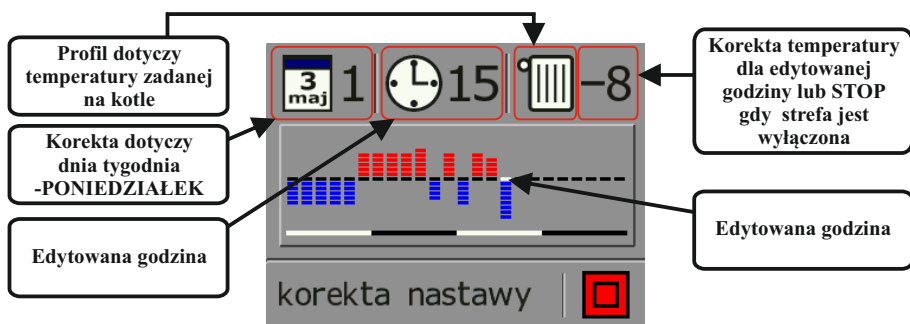 Profil dotyczy
temperatury zadanej
na kotle
Korekta dotyczy
dnia tygodnia
-PONIEDZIAŁEK
Edytowana godzina
3
maj
1
15
-8
korekta nastawy
Korekta temperatury
dla edytowanej
godziny lub STOP
gdy strefa jest
wyłączona
Edytowana godzina